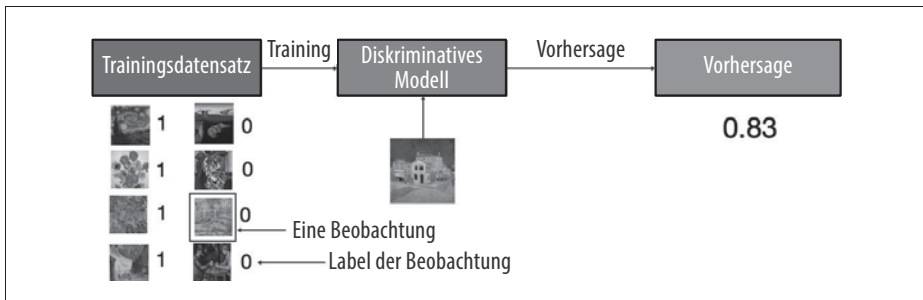 Trainingsdatensatz
Training
Diskriminatives
Modell
Vorhersage
Vorhersage
1 0
1 0
1 0
1 0
0.83
Eine Beobachtung
Label der Beobachtung